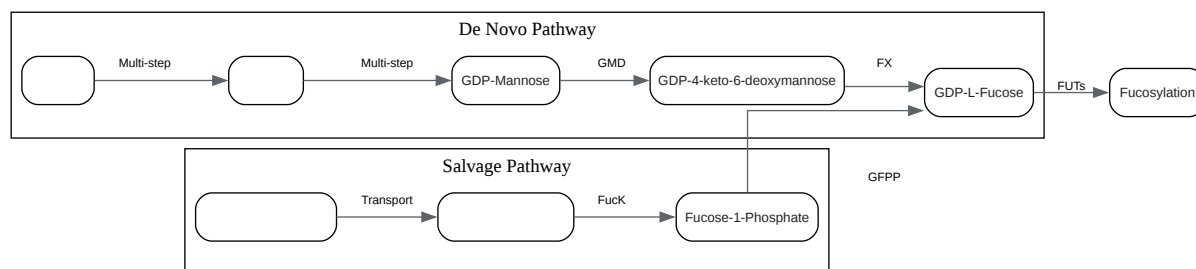 De Novo Pathway
Multi-step
Multi-step
GDP-Mannose
GMD
GDP-4-keto-6-deoxymannose
FX
GDP-L-Fucose
FUTs
Fucosylation
Salvage Pathway
Transport
FucK
Fucose-1-Phosphate
GFPP